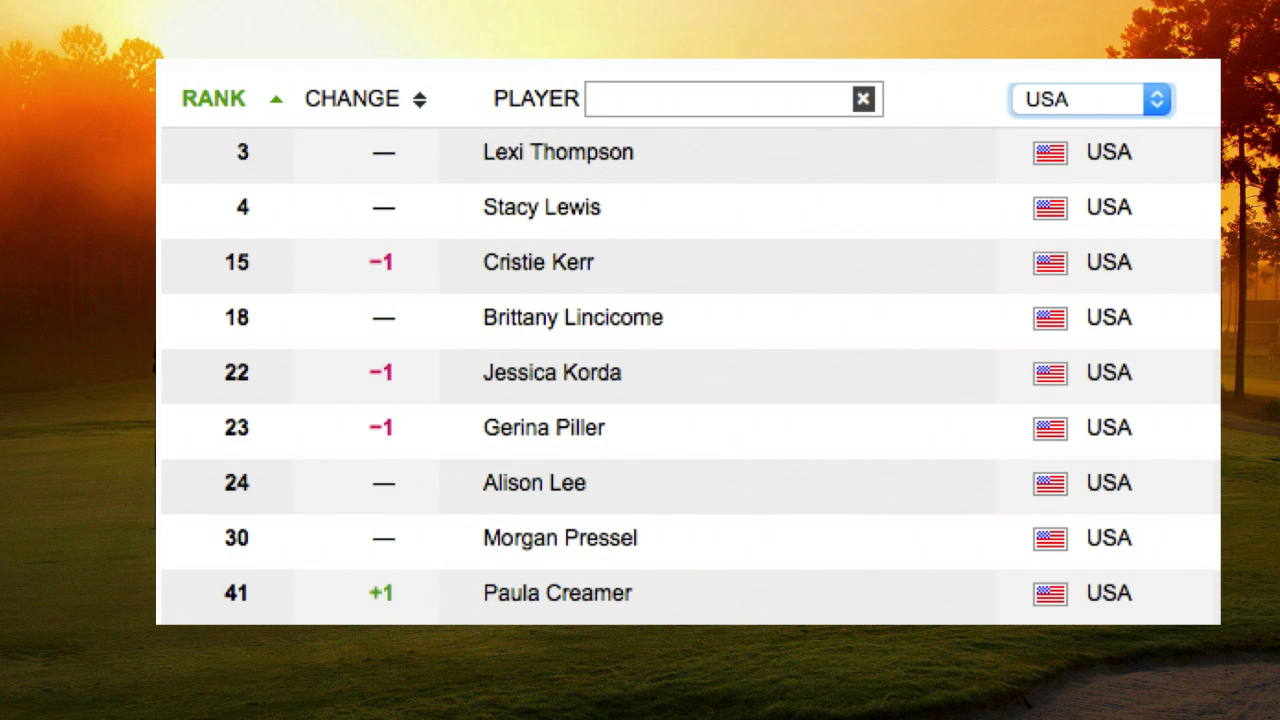 RANK CHANGE PLAYER USA
3 — Lexi Thompson USA
4 — Stacy Lewis USA
15 −1 Cristie Kerr USA
18 — Brittany Lincicome USA
22 −1 Jessica Korda USA
23 −1 Gerina Piller USA
24 — Alison Lee USA
30 — Morgan Pressel USA
41 +1 Paula Creamer USA